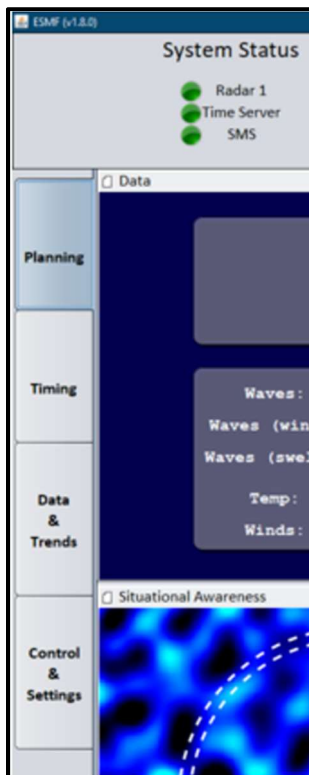 ESMF (v1.8.0)
System Status
Radar 1
Time Server
SMS
Data
Planning
Timing
Data
&
Trends
Control
&
Settings
Waves:
Waves (win
Waves (swel
Temp:
Winds:
Situational Awareness